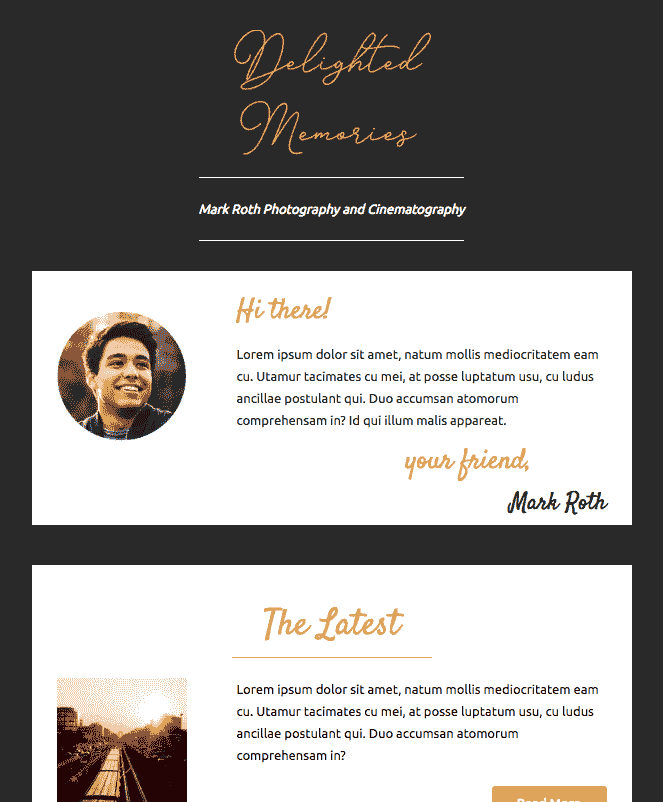 Delighted
Memories
Mark Roth Photography and Cinematography
Hi there!
Lorem ipsum dolor sit amet, natum mollis mediocritatem eam
cu. Utamur tacimates cu mei, at posse luptatum usu, cu ludus
ancillae postulant qui. Duo accumsan atomorum
comprehensam in? Id qui illum malis appareat.
your friend,
Mark Roth
The Latest
Lorem ipsum dolor sit amet, natum mollis mediocritatem eam
cu. Utamur tacimates cu mei, at posse luptatum usu, cu ludus
ancillae postulant qui. Duo accumsan atomorum
comprehensam in?
Read More